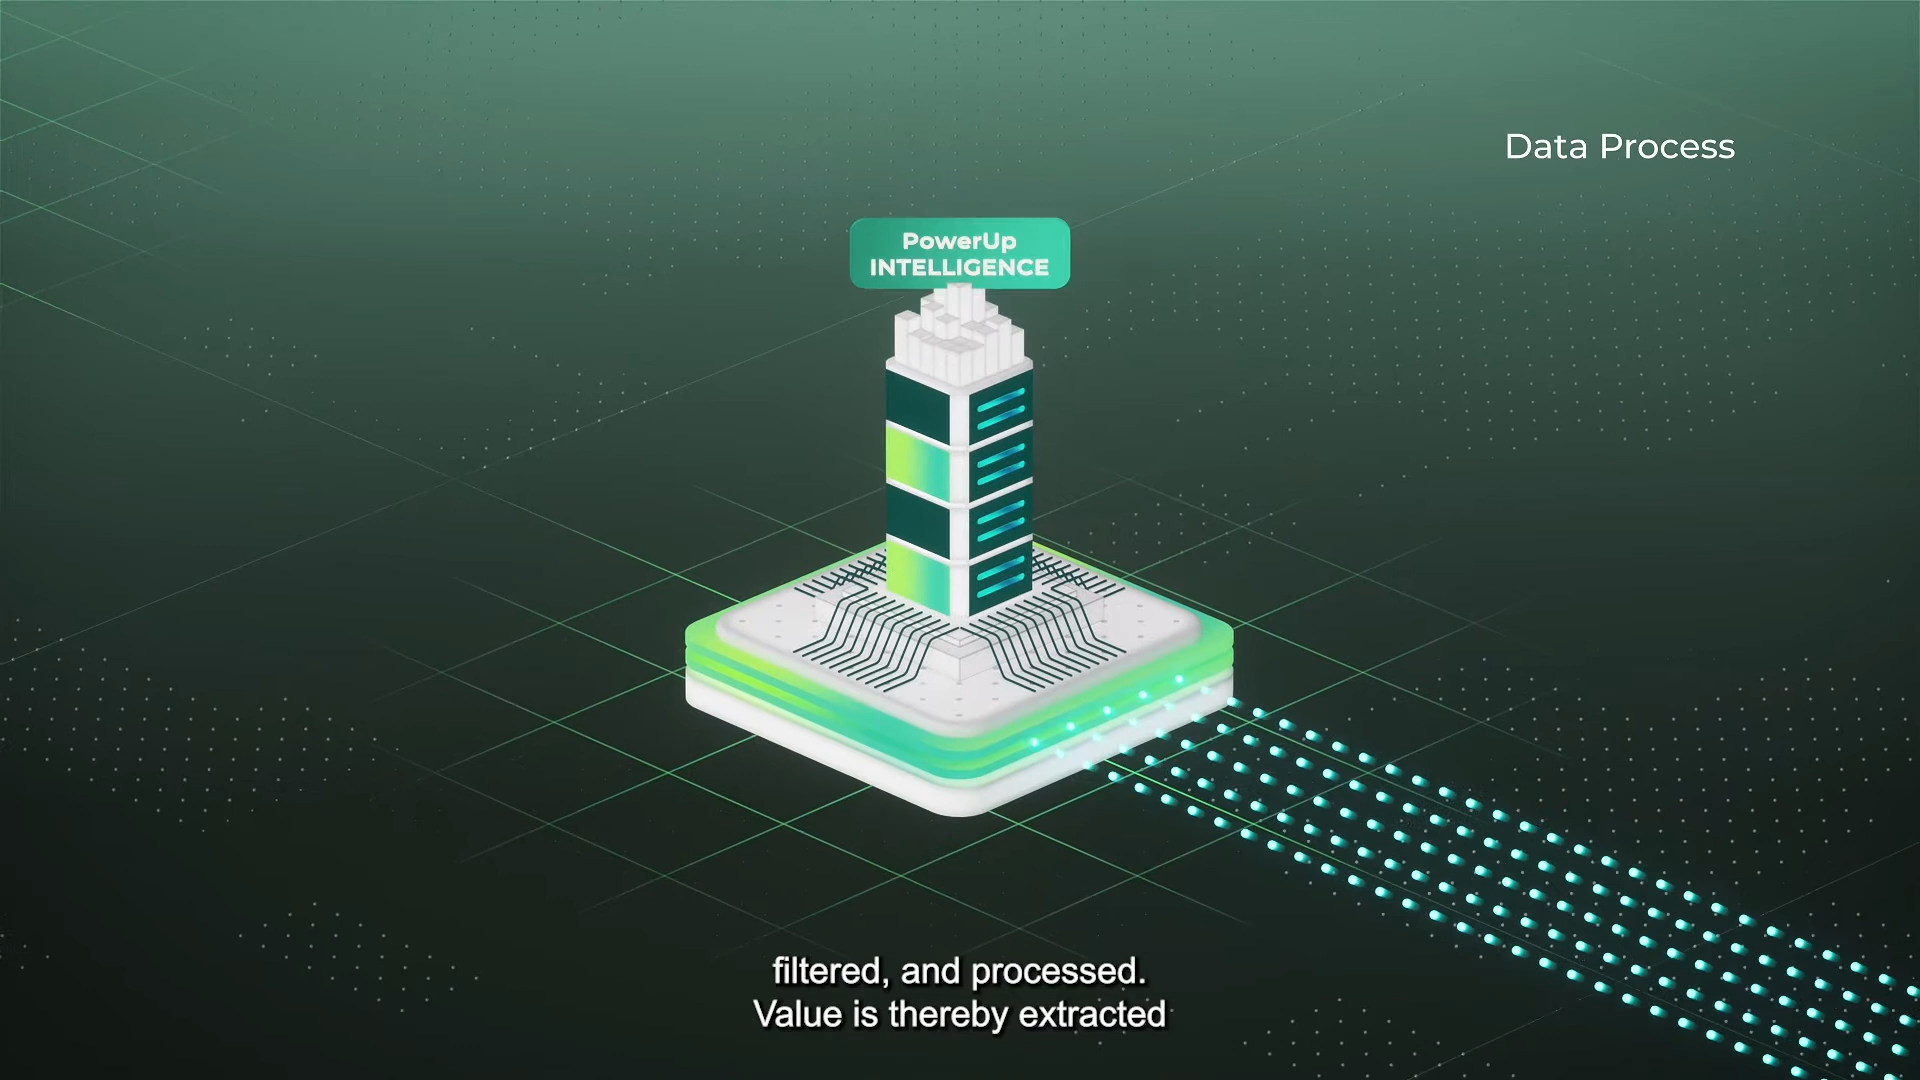 Data Process
PowerUp
INTELLIGENCE
filtered, and processed.
Value is thereby extracted